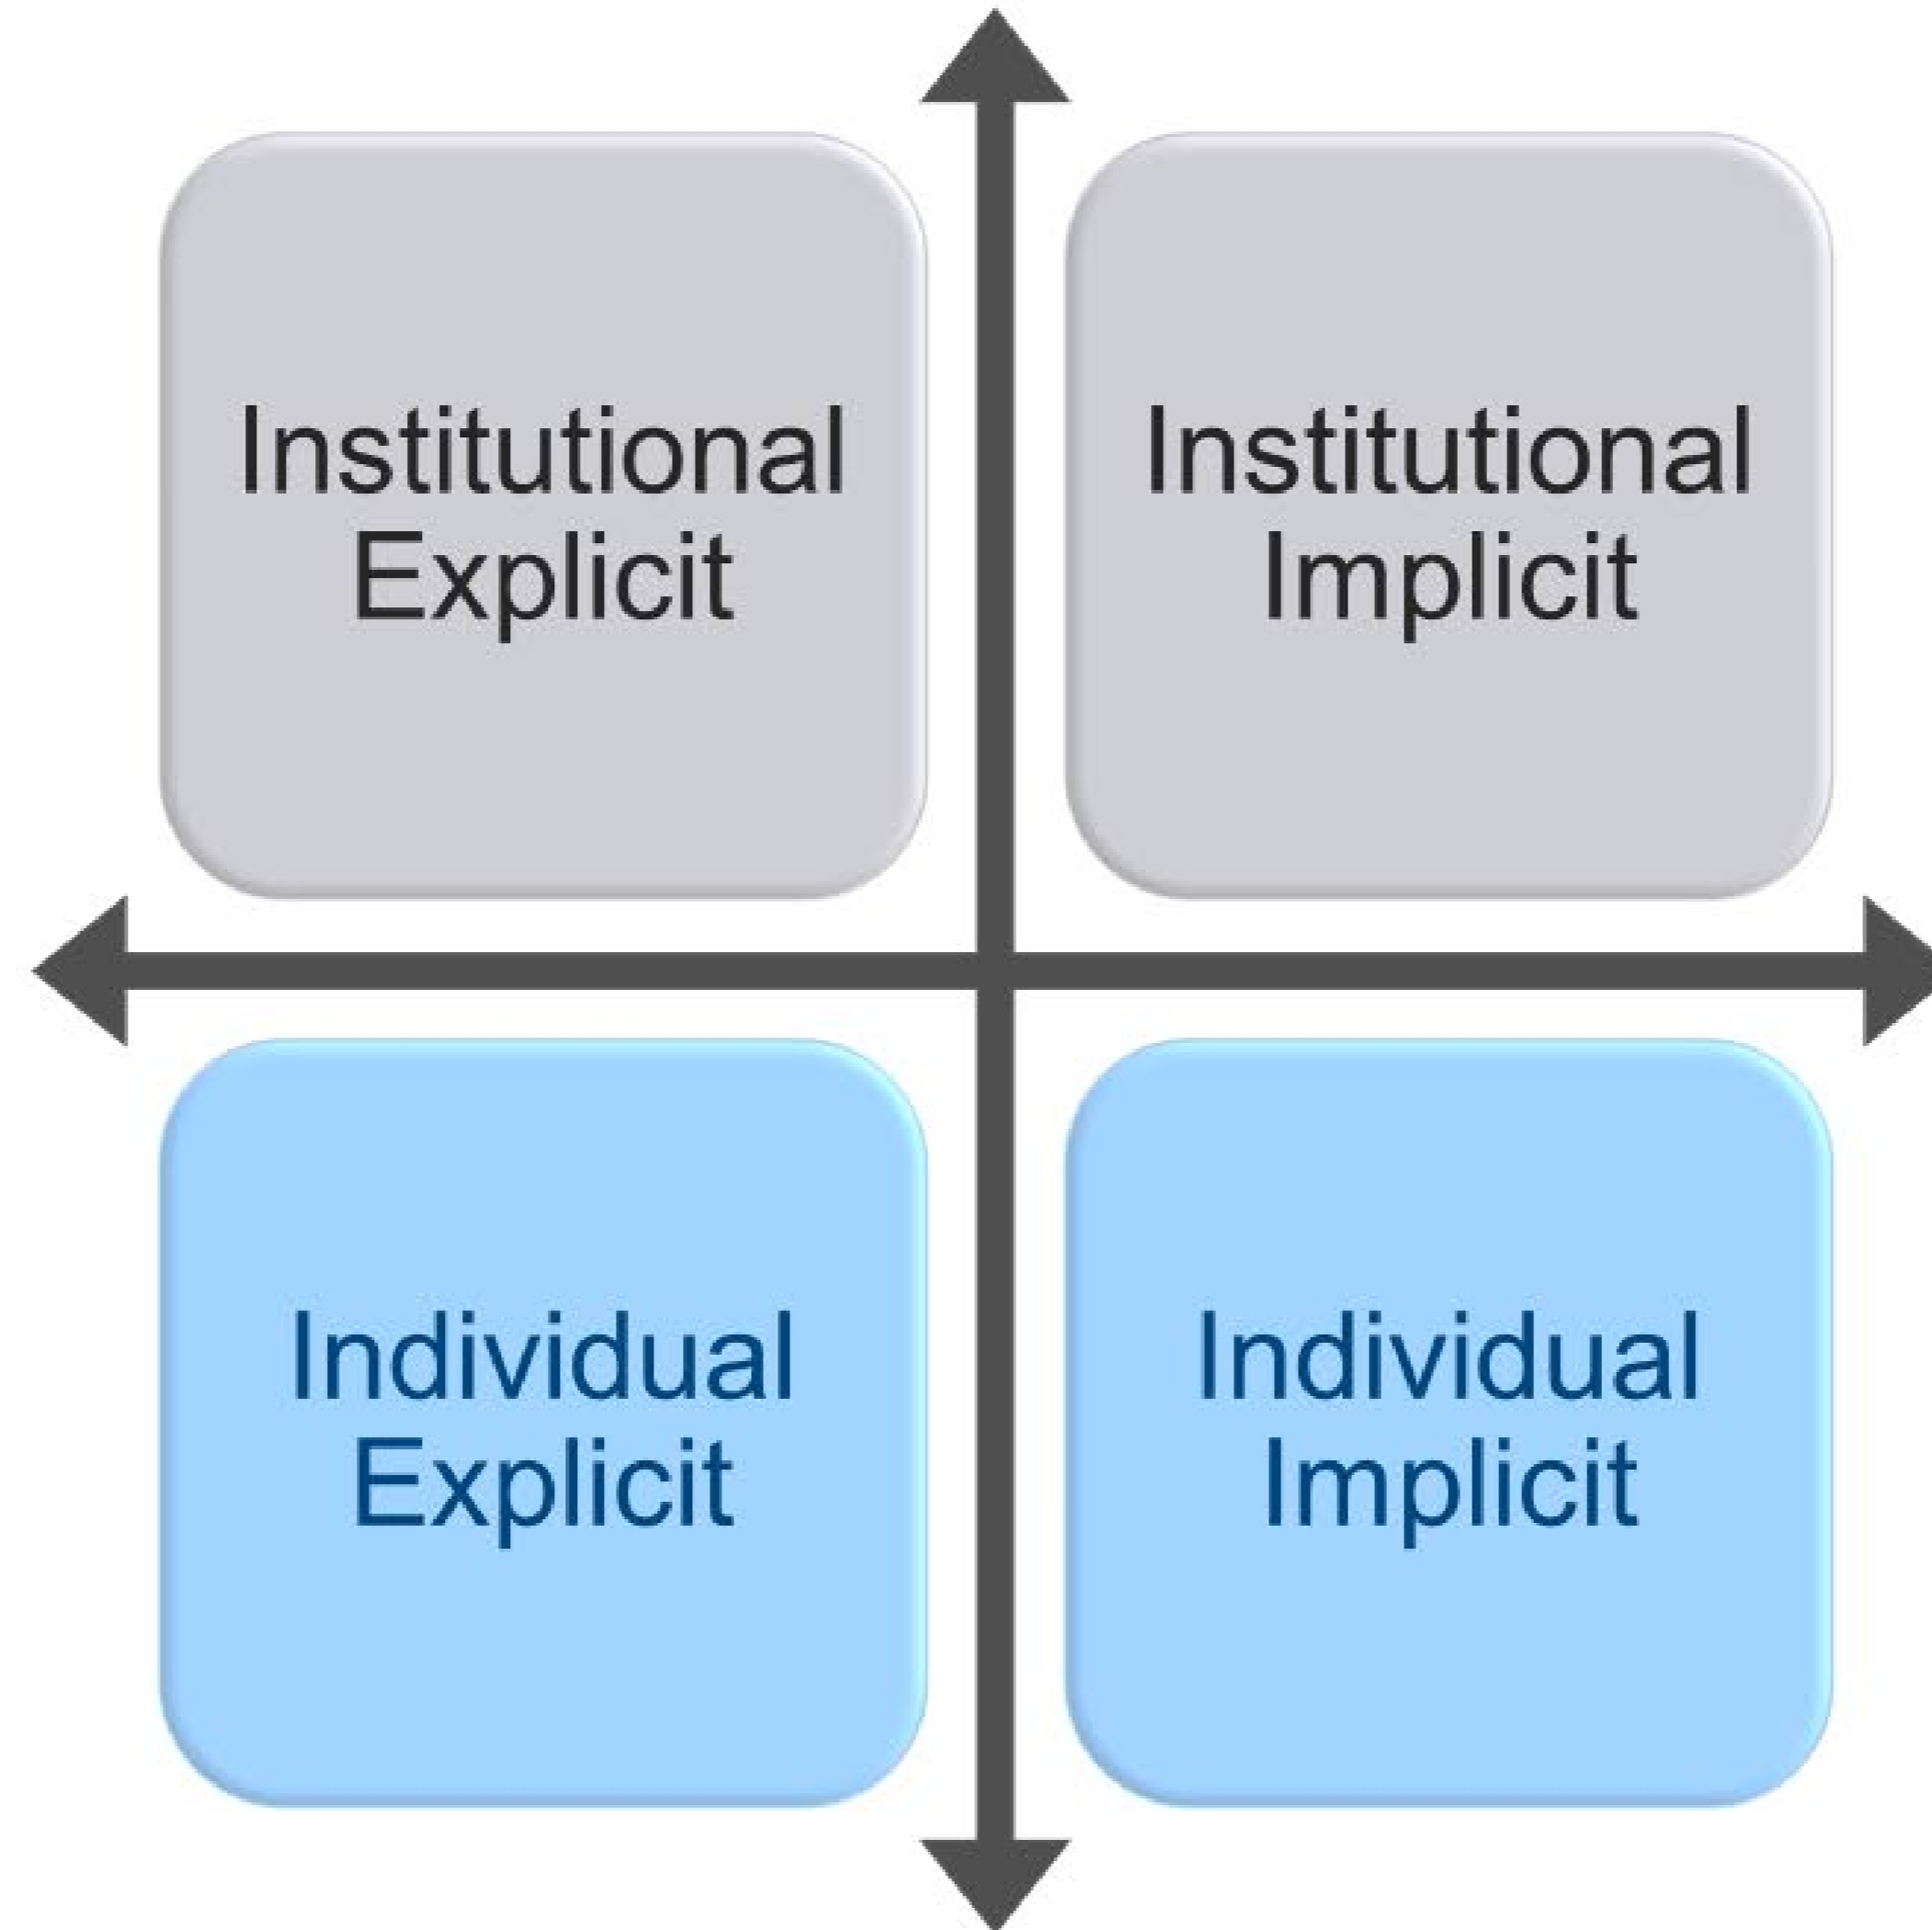 Institutional
Explicit
Institutional
Implicit
Individual
Explicit
Individual
Implicit